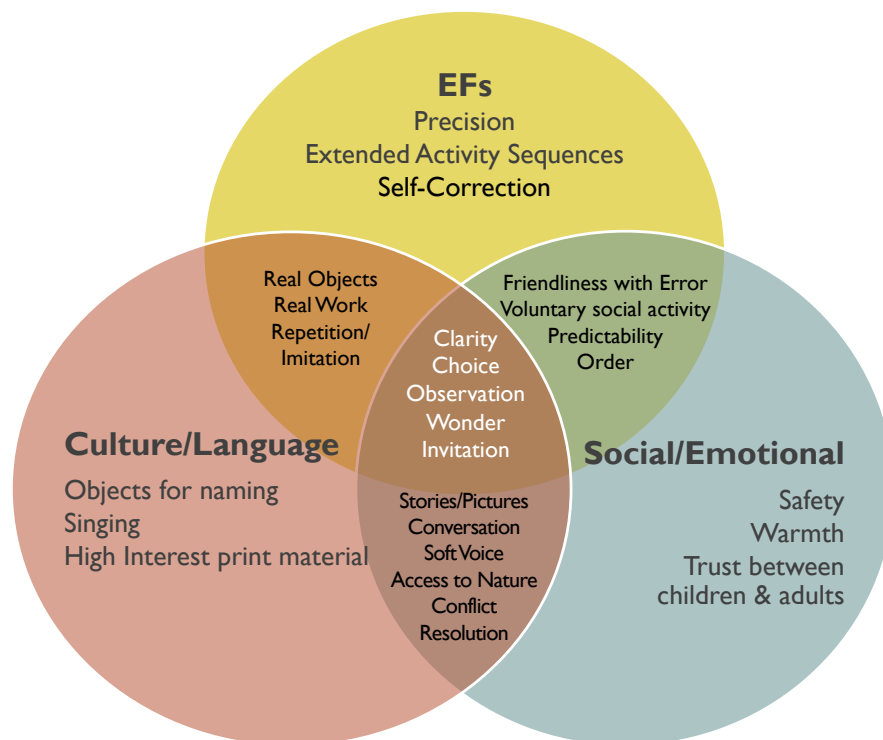 EFs
Precision
Extended Activity Sequences
Self-Correction
Real Objects
Real Work
Repetition/
Imitation
Friendliness with Error
Voluntary social activity
Predictability
Order
Clarity
Choice
Observation
Wonder
Invitation
Culture/Language
Objects for naming
Singing
High Interest print material
Social/Emotional
Safety
Warmth
Trust between
children & adults
Stories/Pictures
Conversation
Soft Voice
Access to Nature
Conflict
Resolution